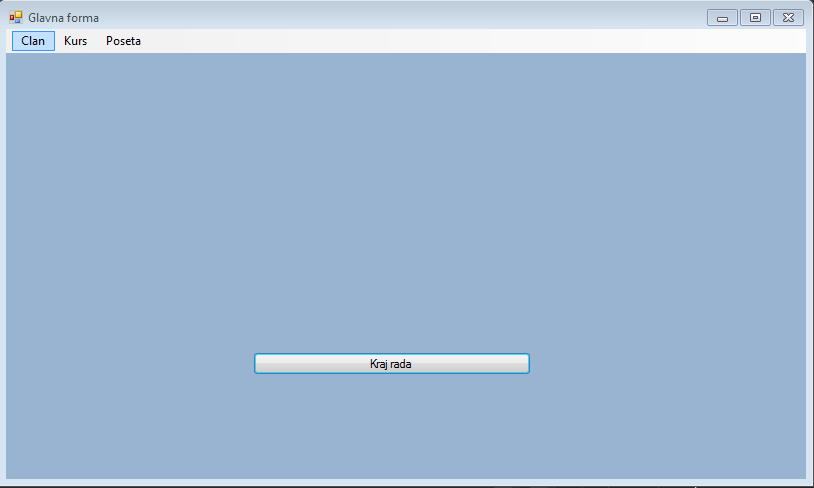 Glavna forma
Clan Kurs Poseta
Kraj rada